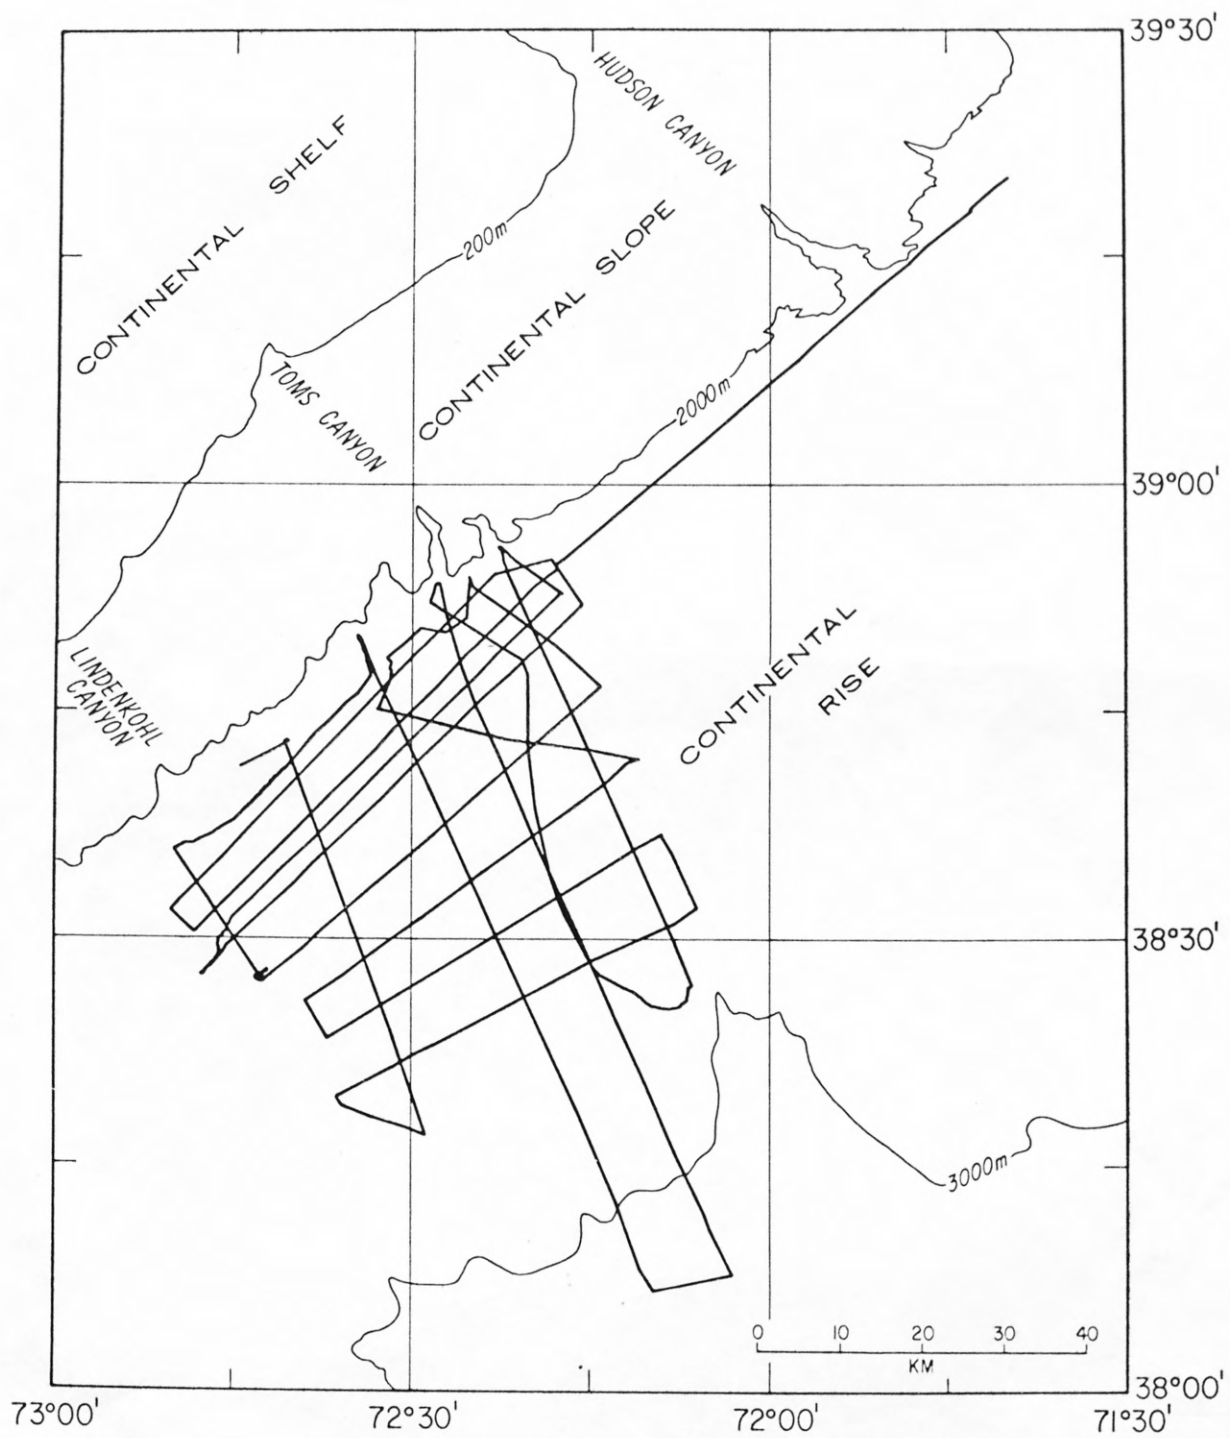 39°30'
HUDSON CANYON
CONTINENTAL SHELF
200m
CONTINENTAL SLOPE
TOMS CANYON
2000m
39°00'
LINDENKOHL
CANYON
CONTINENTAL
RISE
38°30'
3000m
0 10 20 30 40
KM
38°00'
73°00' 72°30' 72°00' 71°30'